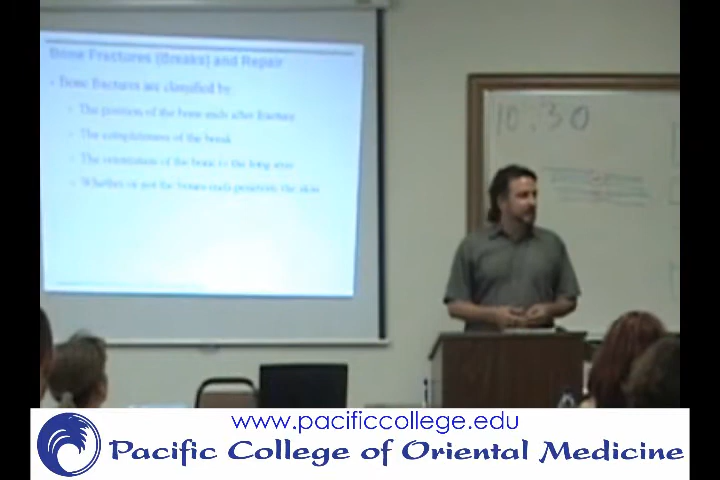 Bone Fractures (Breaks) and Repair
Bone fractures are classified by:
The position of the bone ends after fracture
The completeness of the break
The orientation of the bone to the long axis
Whether or not the bones ends penetrate the skin
10:30
www.pacificcollege.edu
Pacific College of Oriental Medicine